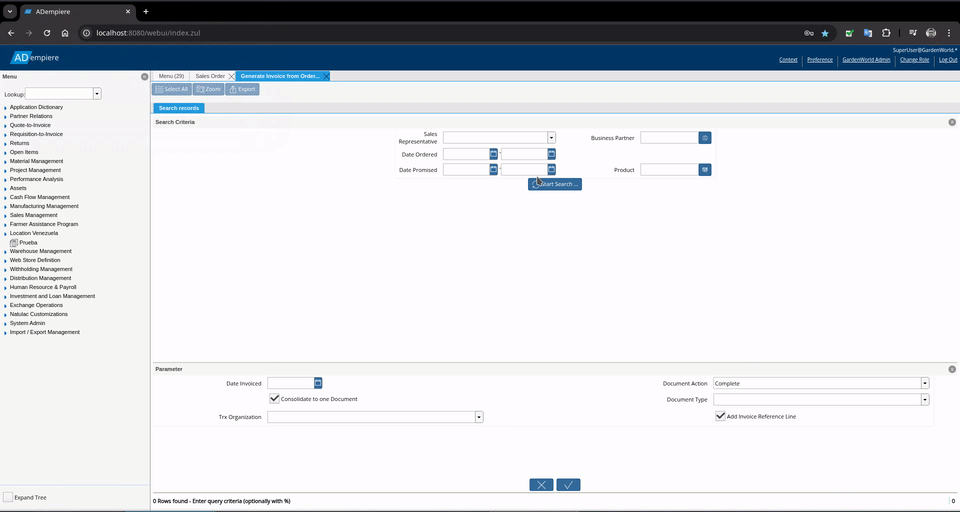 ADempiere
localhost:8080/webui/index.zul
ADempiere
SuperUser@GardenWorld.*
Context Preference GardenWorld Admin Change Role Log Out
Menu
Menu (29) Sales Order Generate Invoice from Order...
Lookup:
Select All Zoom Export
Search records
Search Criteria
Sales Representative Business Partner
Date Ordered -
Date Promised - Product
Start Search ...
Application Dictionary
Partner Relations
Quote-to-Invoice
Requisition-to-Invoice
Returns
Open Items
Material Management
Project Management
Performance Analysis
Assets
Cash Flow Management
Manufacturing Management
Sales Management
Farmer Assistance Program
Location Venezuela
Prueba
Warehouse Management
Web Store Definition
Withholding Management
Distribution Management
Human Resource & Payroll
Investment and Loan Management
Exchange Operations
Natulac Customizations
System Admin
Import / Export Management
Expand Tree
Parameter
Date Invoiced Document Action Complete
Consolidate to one Document Document Type
Trx Organization Add Invoice Reference Line
0 Rows found - Enter query criteria (optionally with %) 0